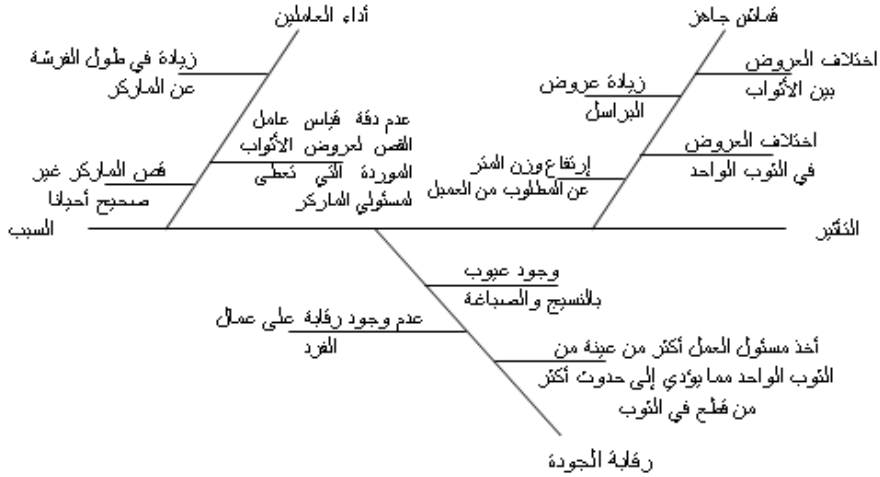 قماش جاهز
اختلاف العروض
بين الأثواب
زيادة عروض
البراسل
اختلاف العروض
في الثوب الواحد
إرتفاع وزن المتر
عن المطلوب من العميل
أداء العاملين
زيادة في طول الفرشة
عن الماركر
عدم دقة قياس عامل
القص لعروض الأثواب
الموردة التي تعطى
لمسئولي الماركر
قص الماركر غير
صحيح أحيانا
التأثير
السبب
وجود عيوب
بالنسيج والصباغة
عدم وجود رقابة على عمال
الفرد
أخذ مسئول العمل أكثر من عينة من
الثوب الواحد مما يؤدي إلى حدوث أكثر
من قطع في الثوب
رقابة الجودة